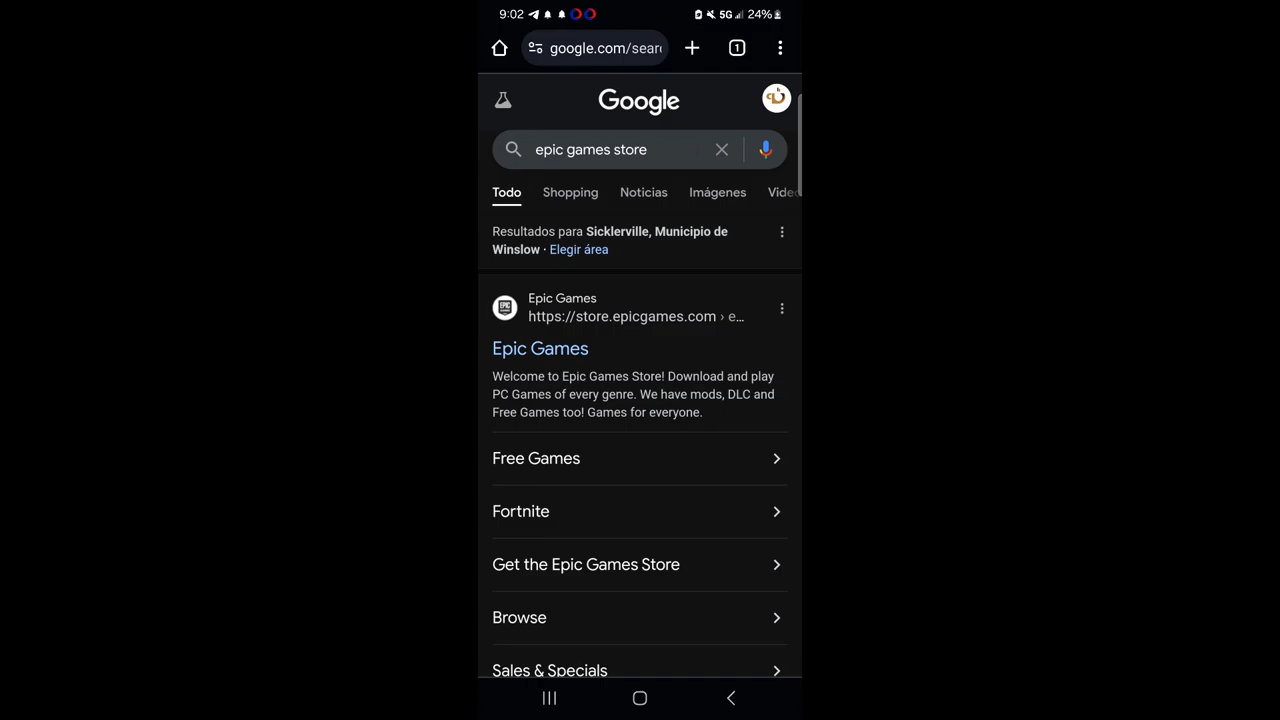 9:02 5G 24%
google.com/sear
1
Google
epic games store
Todo Shopping Noticias Imágenes Vide
Resultados para Sicklerville, Municipio de
Winslow · Elegir área
Epic Games
https://store.epicgames.com › e...
Epic Games
Welcome to Epic Games Store! Download and play
PC Games of every genre. We have mods, DLC and
Free Games too! Games for everyone.
Free Games
Fortnite
Get the Epic Games Store
Browse
Sales & Specials